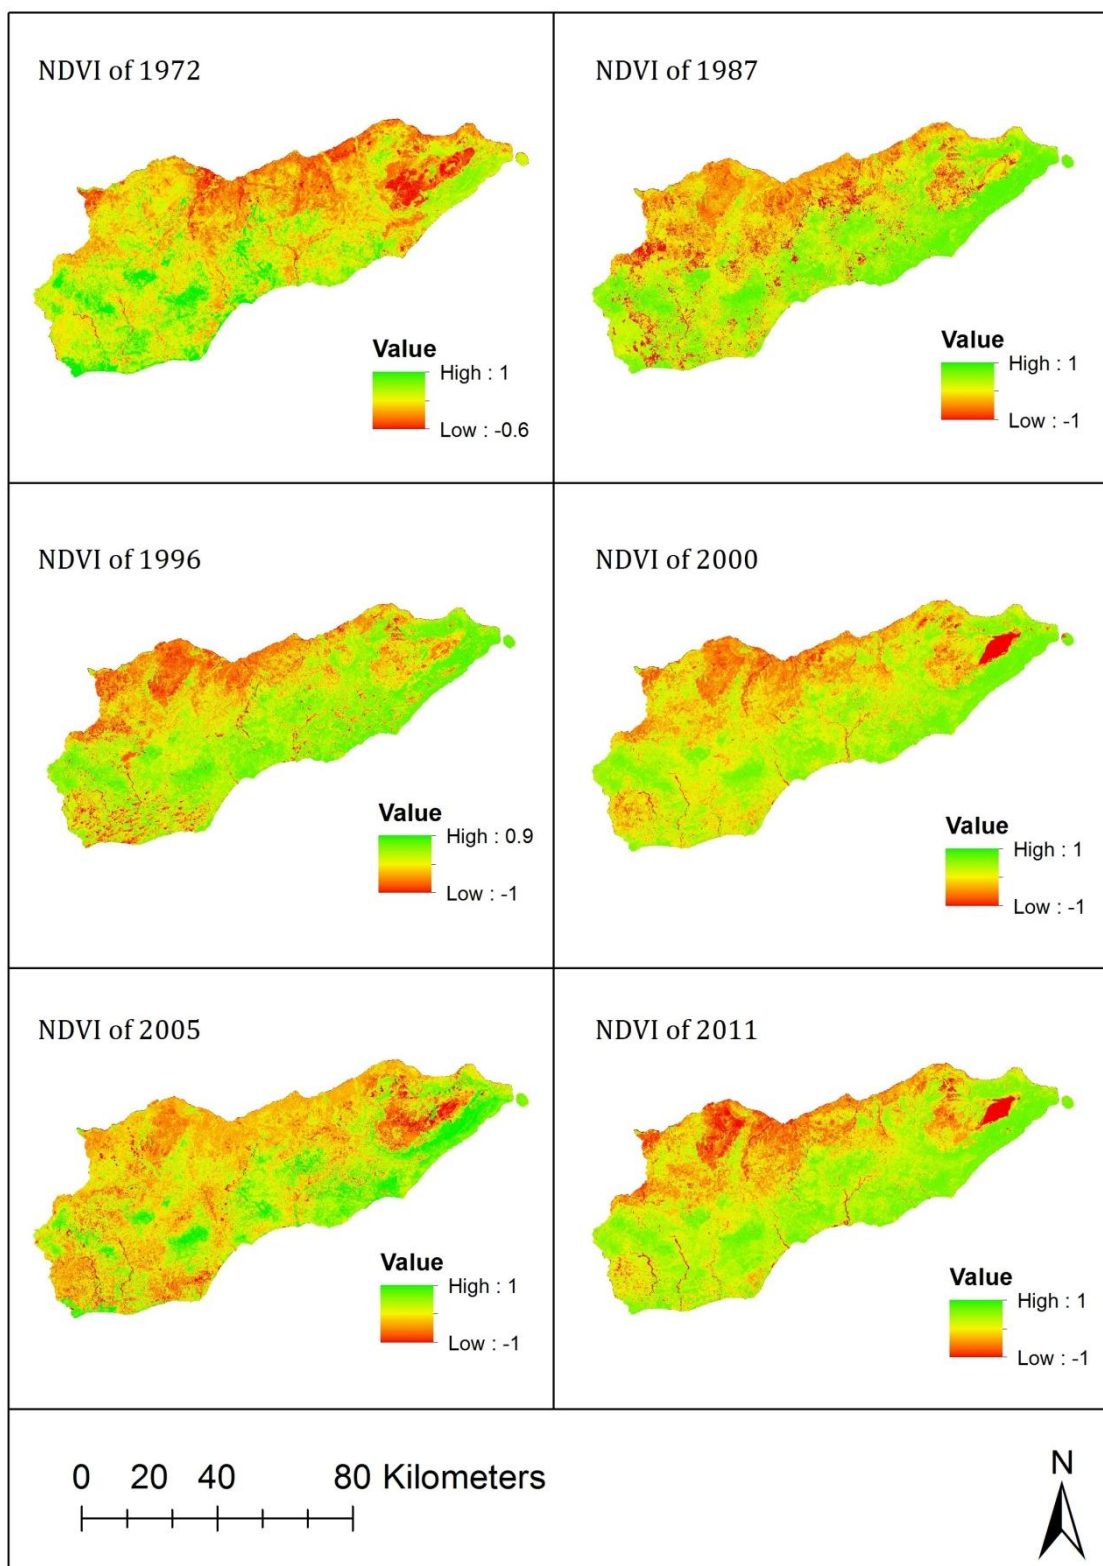 NDVI of 1972
Value
High : 1
Low : -0.6
NDVI of 1987
Value
High : 1
Low : -1
NDVI of 1996
Value
High : 0.9
Low : -1
NDVI of 2000
Value
High : 1
Low : -1
NDVI of 2005
Value
High : 1
Low : -1
NDVI of 2011
Value
High : 1
Low : -1
0 20 40 80 Kilometers
N